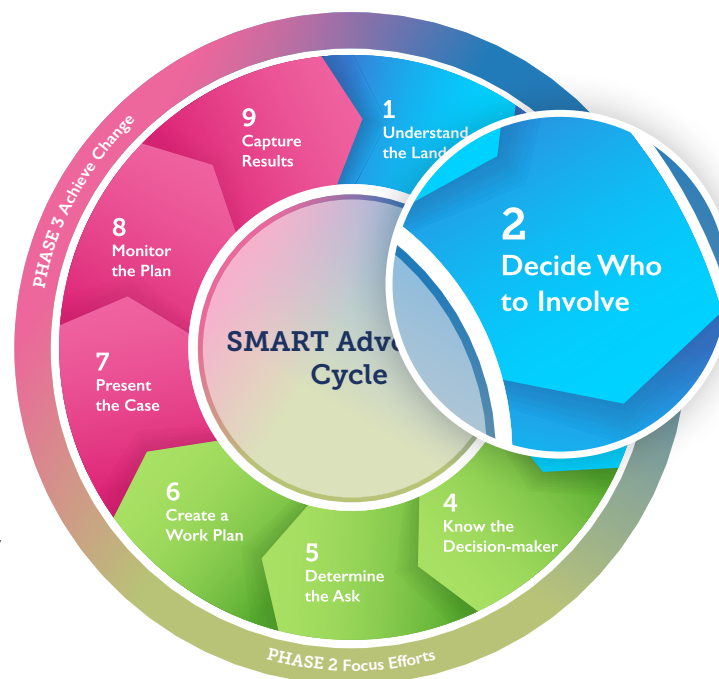 PHASE 3 Achieve Change
9
Capture
Results
1
Understand
the Land
2
Decide Who
to Involve
8
Monitor
the Plan
SMART
Cycle
7
Present
the Case
6
Create a
Work Plan
5
Determine
the Ask
4
Know the
Decision-maker
PHASE 2 Focus Efforts